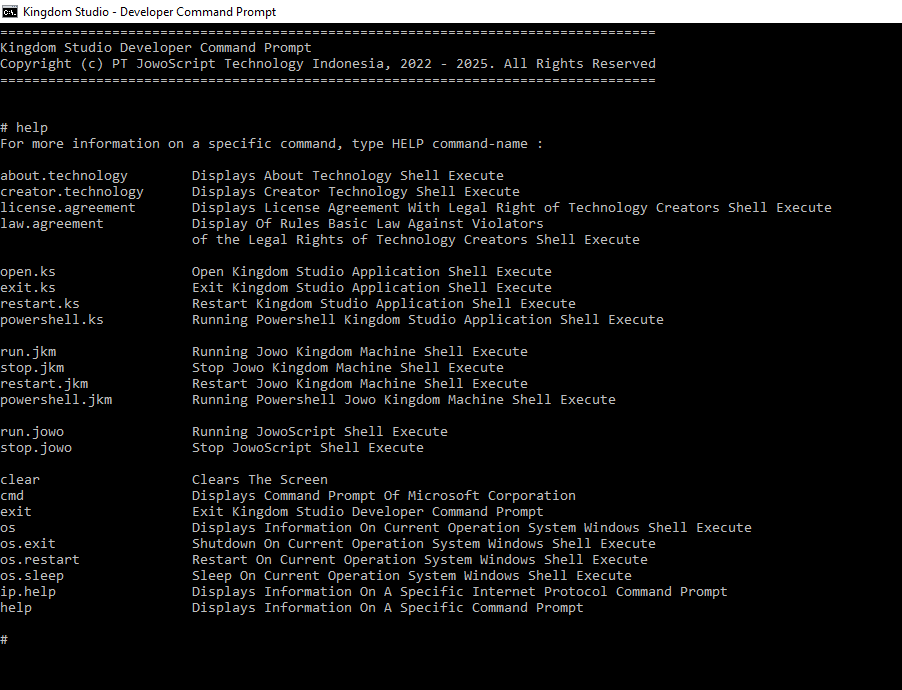 Kingdom Studio - Developer Command Prompt
==================================================================================
Kingdom Studio Developer Command Prompt
Copyright (c) PT JowoScript Technology Indonesia, 2022 - 2025. All Rights Reserved
==================================================================================
# help
For more information on a specific command, type HELP command-name :
about.technology        Displays About Technology Shell Execute
creator.technology      Displays Creator Technology Shell Execute
license.agreement       Displays License Agreement With Legal Right of Technology Creators Shell Execute
law.agreement           Display Of Rules Basic Law Against Violators
                        of the Legal Rights of Technology Creators Shell Execute
open.ks                 Open Kingdom Studio Application Shell Execute
exit.ks                 Exit Kingdom Studio Application Shell Execute
restart.ks              Restart Kingdom Studio Application Shell Execute
powershell.ks           Running Powershell Kingdom Studio Application Shell Execute
run.jkm                 Running Jowo Kingdom Machine Shell Execute
stop.jkm                Stop Jowo Kingdom Machine Shell Execute
restart.jkm             Restart Jowo Kingdom Machine Shell Execute
powershell.jkm          Running Powershell Jowo Kingdom Machine Shell Execute
run.jowo                Running JowoScript Shell Execute
stop.jowo               Stop JowoScript Shell Execute
clear                   Clears The Screen
cmd                     Displays Command Prompt Of Microsoft Corporation
exit                    Exit Kingdom Studio Developer Command Prompt
os                      Displays Information On Current Operation System Windows Shell Execute
os.exit                 Shutdown On Current Operation System Windows Shell Execute
os.restart              Restart On Current Operation System Windows Shell Execute
os.sleep                Sleep On Current Operation System Windows Shell Execute
ip.help                 Displays Information On A Specific Internet Protocol Command Prompt
help                    Displays Information On A Specific Command Prompt
#